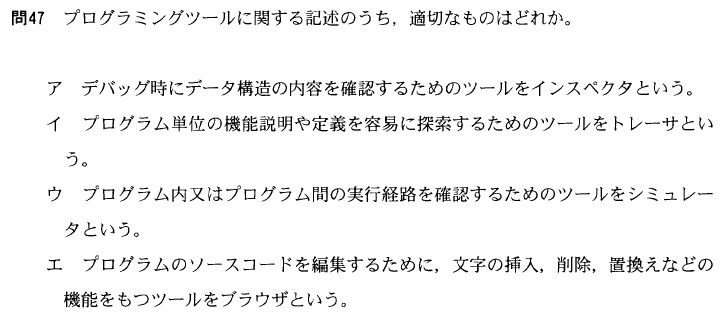 問47 プログラミングツールに関する記述のうち，適切なものはどれか。
ア デバッグ時にデータ構造の内容を確認するためのツールをインスペクタという。
イ プログラム単位の機能説明や定義を容易に探索するためのツールをトレーサとい
う。
ウ プログラム内又はプログラム間の実行経路を確認するためのツールをシミュレー
タという。
エ プログラムのソースコードを編集するために，文字の挿入，削除，置換えなどの
機能をもつツールをブラウザという。